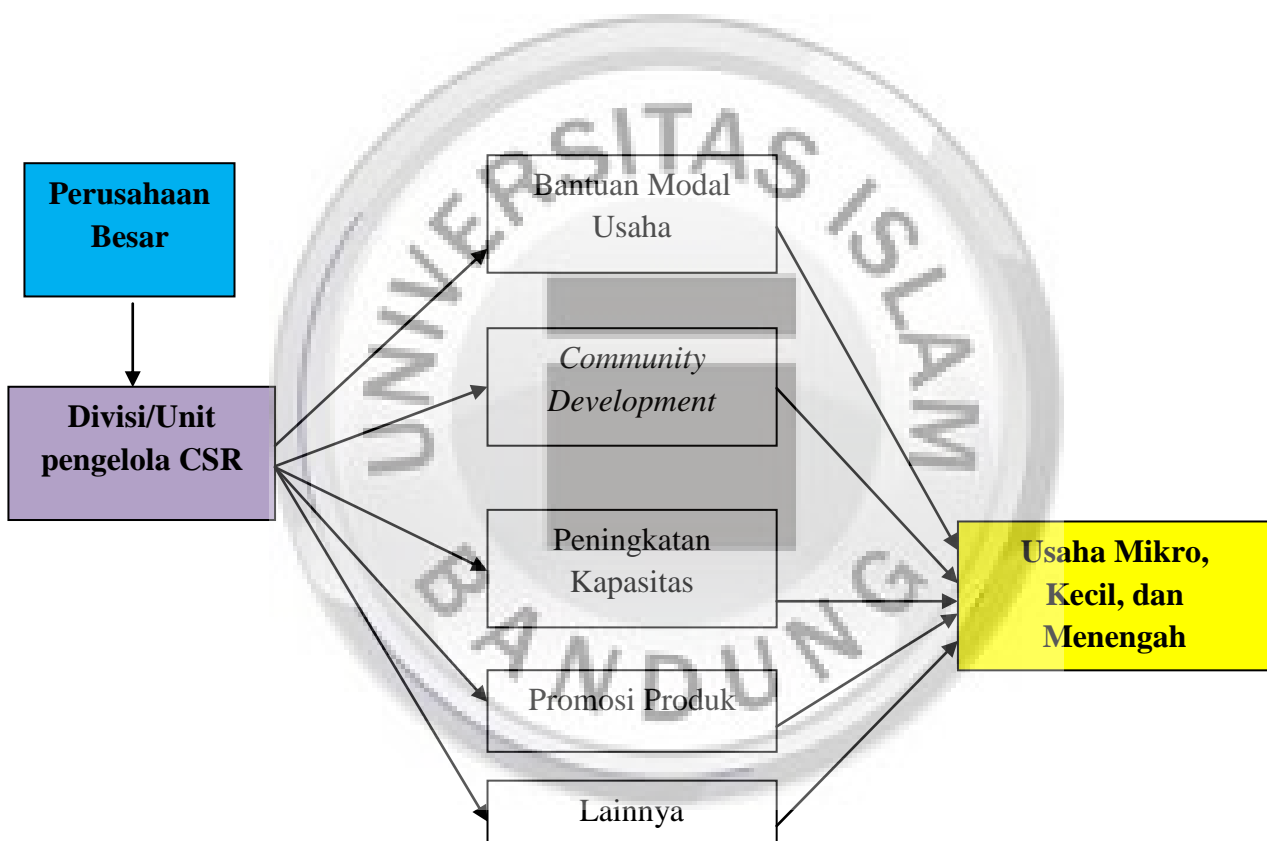 UNIVERSITAS ISLAM
BANDUNG
Perusahaan
Besar
Divisi/Unit
pengelola CSR
Bantuan Modal
Usaha
Community
Development
Peningkatan
Kapasitas
Promosi Produk
Lainnya
Usaha Mikro,
Kecil, dan
Menengah